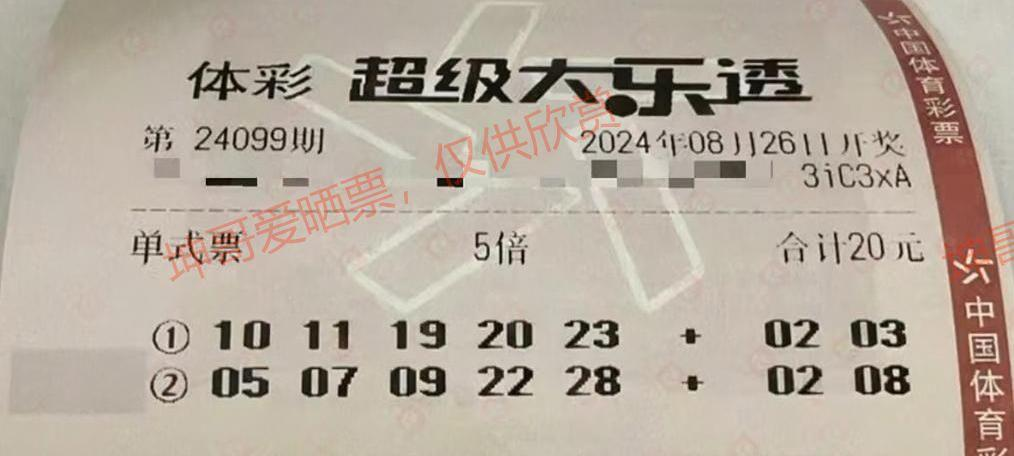 体彩 超级大乐透
第 24099期 2024年08月26日开奖
3iC3xA
单式票 5倍 合计20元
① 10 11 19 20 23 + 02 03
② 05 07 09 22 28 + 02 08
坤哥爱晒票，仅供欣赏
中国体育彩票
中国体育彩